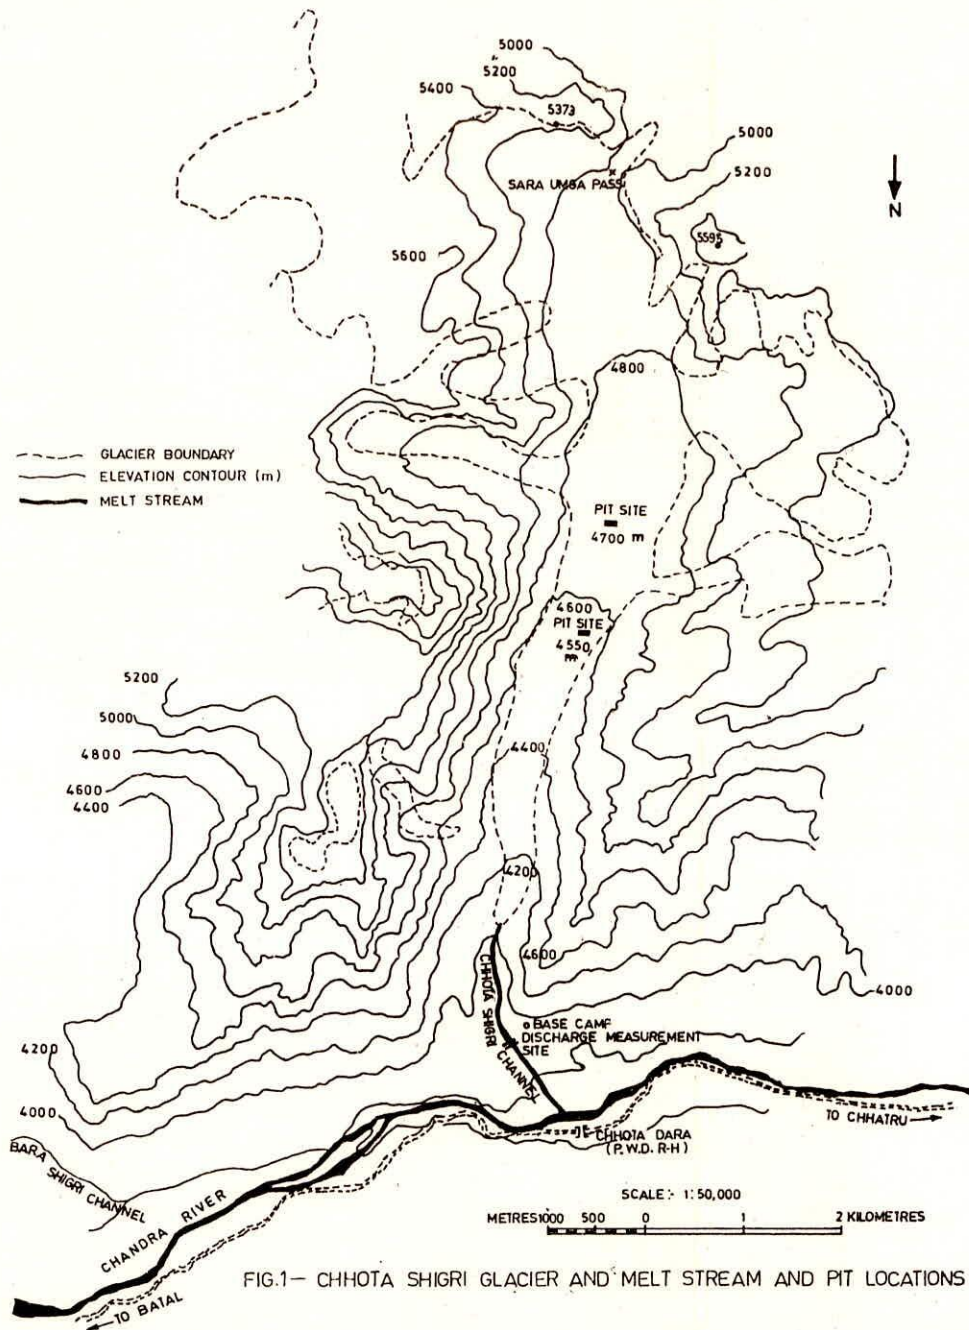 5000
5200
5400
5373
5000
SARA UMGA PASS
5200
N
5595
5600
4800
GLACIER BOUNDARY
ELEVATION CONTOUR (m)
MELT STREAM
PIT SITE
4700 m
4600
PIT SITE
4550
m
5200
5000
4800
4600
4400
4400
4200
4600
4000
CHHOTA SHIGRI CHANNEL
BASE CAMP
DISCHARGE MEASUREMENT
SITE
4200
4000
TO CHHATRU
CHHOTA DARA
(P.W.D. R-H)
BARA SHIGRI CHANNEL
CHANDRA RIVER
SCALE:- 1:50,000
METRES 1000 500 0 1 2 KILOMETRES
TO BATAL
FIG.1— CHHOTA SHIGRI GLACIER AND MELT STREAM AND PIT LOCATIONS